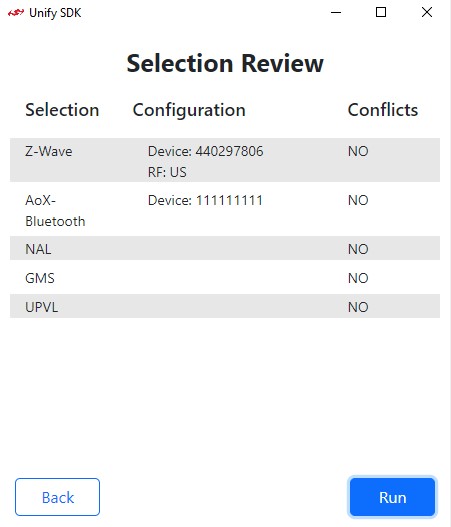 Unify SDK
Selection Review
Selection Configuration Conflicts
Z-Wave Device: 440297806 NO
RF: US
AoX- Device: 111111111 NO
Bluetooth
NAL NO
GMS NO
UPVL NO
Back Run